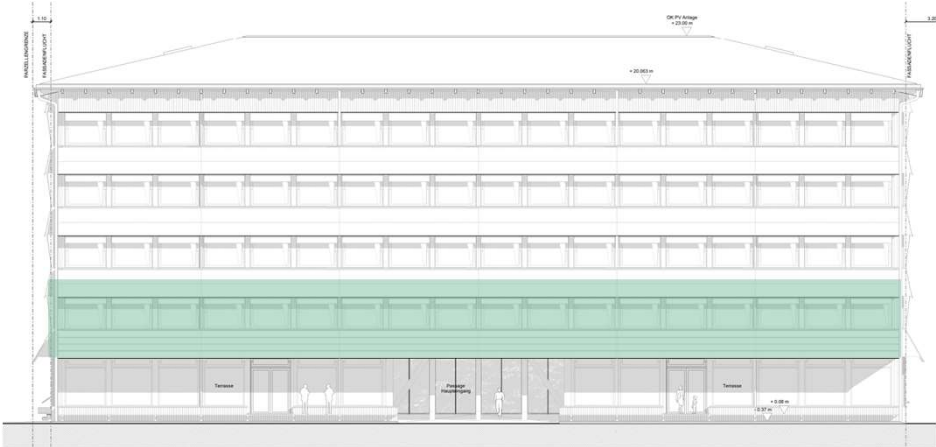 1.10
3.20
OK PV Anlage
+ 23.00 m
PARZELLENGRENZE
FASSADENFLUCHT
FASSADENFLUCHT
+ 20.063 m
Terrasse
Passage
Haupteingang
Terrasse
+ 0.08 m
- 0.37 m